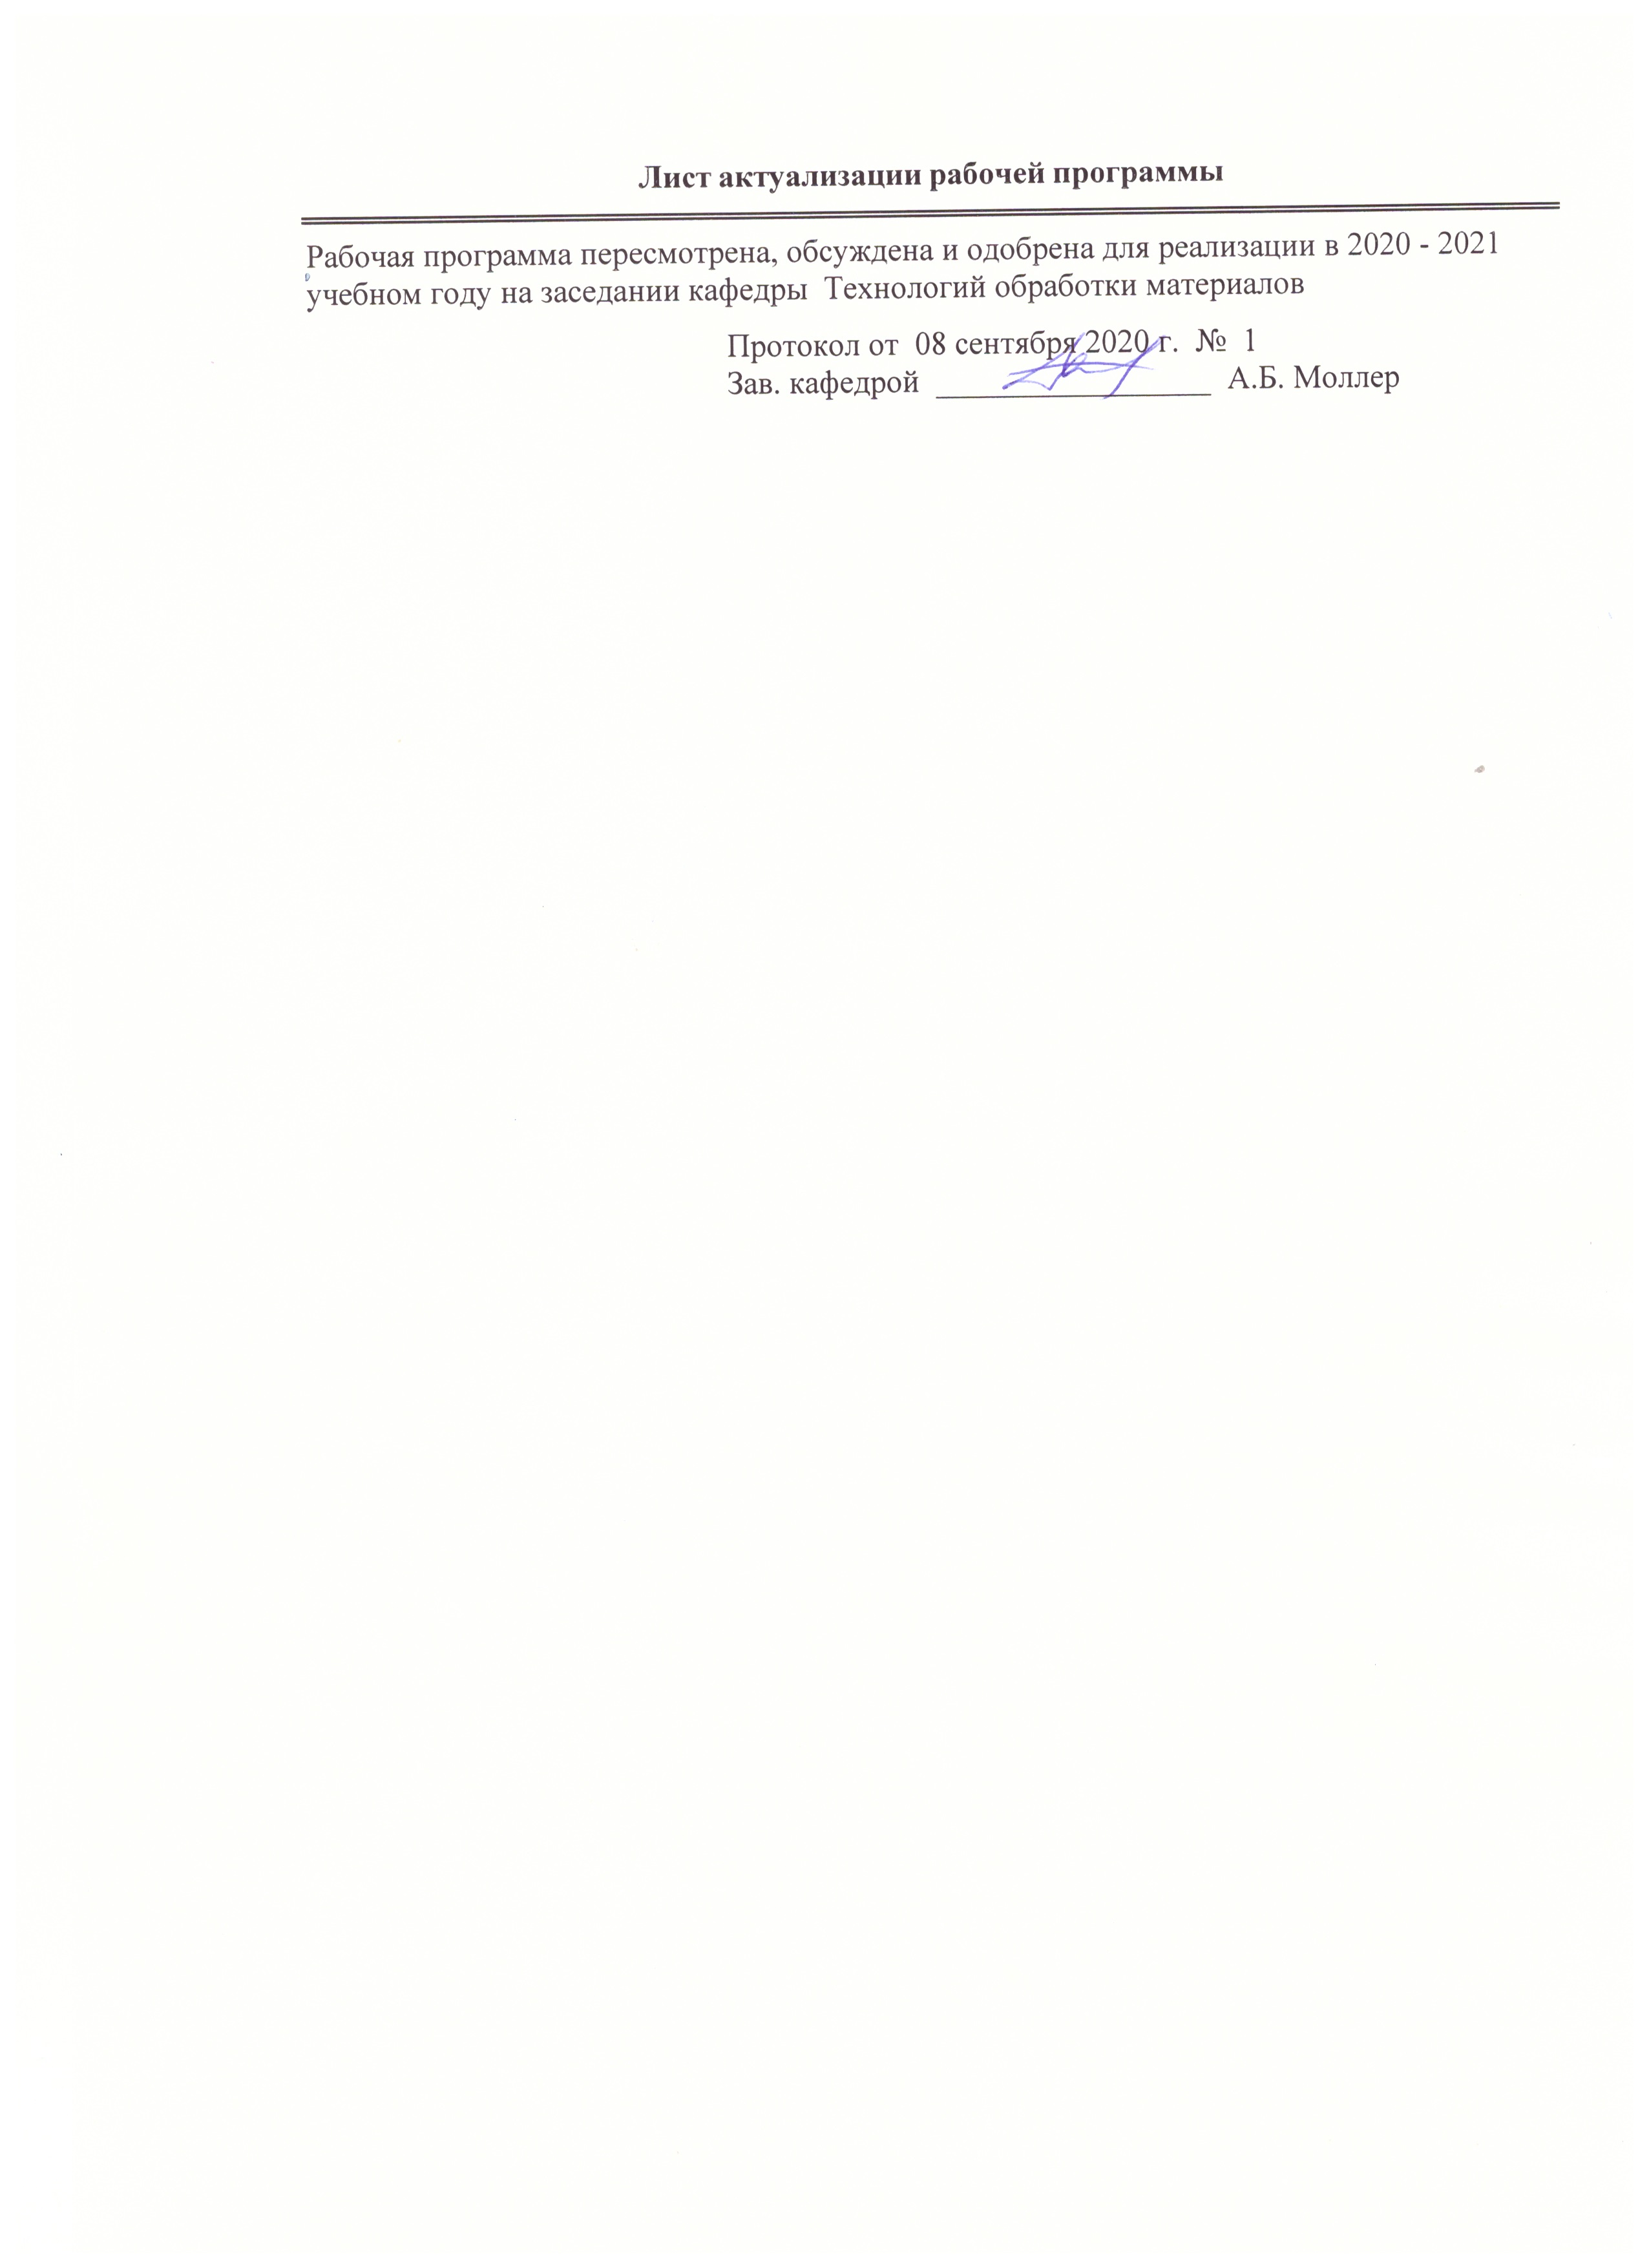 Лист актуализации рабочей программы
Рабочая программа пересмотрена, обсуждена и одобрена для реализации в 2020 - 2021
учебном году на заседании кафедры Технологий обработки материалов
Протокол от 08 сентября 2020 г. № 1
Зав. кафедрой ________________ А.Б. Моллер